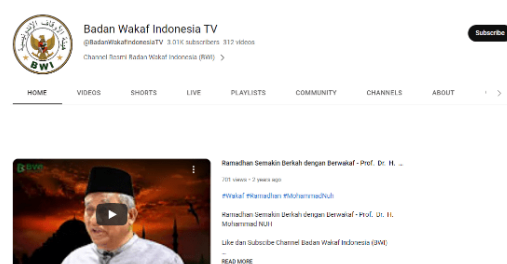 BWI
Badan Wakaf Indonesia TV
@BadanWakafIndonesiaTV 3.01K subscribers 312 videos
Channel Resmi Badan Wakaf Indonesia (BWI)
Subscribe
HOME VIDEOS SHORTS LIVE PLAYLISTS COMMUNITY CHANNELS ABOUT
BWI
Ramadhan Semakin Berkah dengan Berwakaf - Prof. Dr. H. ...
701 views • 2 years ago
#Wakaf #Ramadhan #MohammadNuh
Ramadhan Semakin Berkah dengan Berwakaf - Prof. Dr. H.
Mohammad NUH
Like dan Subscibe Channel Badan Wakaf Indonesia (BWI)
...
READ MORE